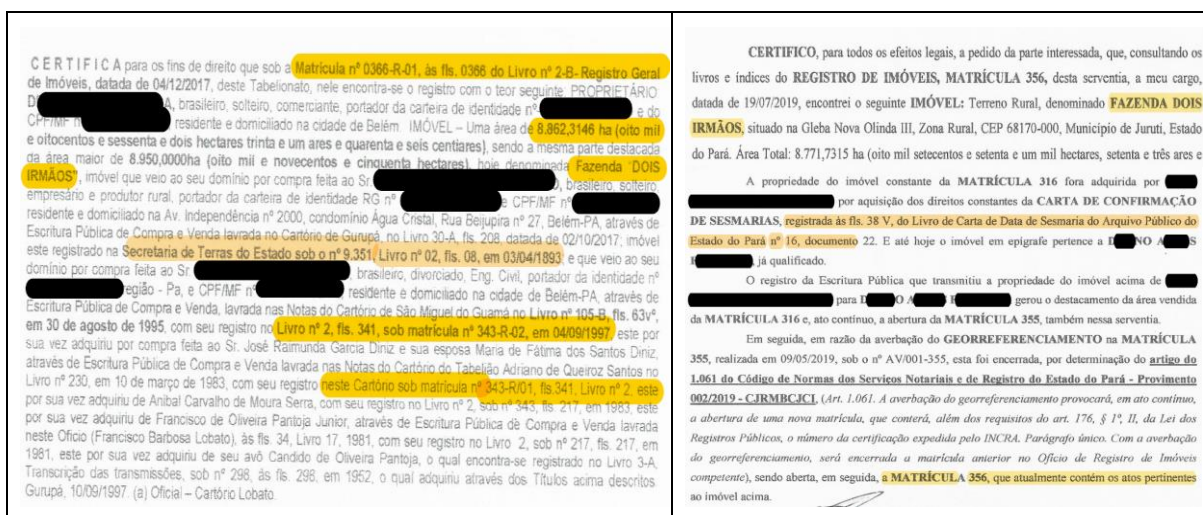 CERTIFICA para os fins de direito que sob a Matrícula nº 0366-R-01, às fls. 0366 do Livro nº 2-B- Registro Geral
de Imóveis, datada de 04/12/2017, deste Tabelionato, nele encontra-se o registro com o teor seguinte: PROPRIETÁRIO
D A, brasileiro, solteiro, comerciante, portador da carteira de identidade nº e do
CPF/MF n residente e domiciliado na cidade de Belém. IMÓVEL – Uma área de 8.862,3146 ha (oito mil
e oitocentos e sessenta e dois hectares trinta e um ares e quarenta e seis centiares), sendo a mesma parte destacada
da área maior de 8.950,0000ha (oito mil e novecentos e cinquenta hectares), hoje denominada Fazenda "DOIS
IRMÃOS", imóvel que veio ao seu domínio por compra feita ao Sr. O, brasileiro, solteiro,
empresário e produtor rural, portador da carteira de identidade RG nº e CPF/MF nº
residente e domiciliado na Av. Independência nº 2000, condomínio Água Cristal, Rua Beijupira nº 27, Belém-PA, através de
Escritura Pública de Compra e Venda lavrada no Cartório de Gurupá, no Livro 30-A, fls. 208, datada de 02/10/2017; imóvel
este registrado na Secretaria de Terras do Estado sob o nº 9.351, Livro nº 02, fls. 08, em 03/04/1893 e que veio ao seu
domínio por compra feita ao Sr. brasileiro, divorciado, Eng. Civil, portador da identidade nº
região - Pa, e CPF/MF nº residente e domiciliado na cidade de Belém-PA, através de
Escritura Pública de Compra e Venda, lavrada nas Notas do Cartório de São Miguel do Guamá no Livro nº 105-B, fls. 63vº,
em 30 de agosto de 1995, com seu registro no Livro nº 2, fls. 341, sob matrícula nº 343-R-02, em 04/09/1997, este por
sua vez adquiriu por compra feita ao Sr. José Raimunda Garcia Diniz e sua esposa Maria de Fátima dos Santos Diniz,
através de Escritura Pública de Compra e Venda lavrada nas Notas do Cartório do Tabelião Adriano de Queiroz Santos no
Livro nº 230, em 10 de março de 1983, com seu registro neste Cartório sob matrícula nº 343-R/01, fls.341, Livro nº 2, este
por sua vez adquiriu de Anibal Carvalho de Moura Serra, com seu registro no Livro nº 2, sob nº 343, fls. 217, em 1983, este
por sua vez adquiriu de Francisco de Oliveira Pantoja Junior, através de Escritura Pública de Compra e Venda lavrada
neste Ofício (Francisco Barbosa Lobato), às fls. 34, Livro 17, 1981, com seu registro no Livro 2, sob nº 217, fls. 217, em
1981, este por sua vez adquiriu de seu avô Candido de Oliveira Pantoja, o qual encontra-se registrado no Livro 3-A.
Transcrição das transmissões, sob nº 298, às fls. 298, em 1952, o qual adquiriu através dos Títulos acima descritos
Gurupá, 10/09/1997. (a) Oficial – Cartório Lobato.
CERTIFICO, para todos os efeitos legais, a pedido da parte interessada, que, consultando os
livros e índices do REGISTRO DE IMÓVEIS, MATRÍCULA 356, desta serventia, a meu cargo,
datada de 19/07/2019, encontrei o seguinte IMÓVEL: Terreno Rural, denominado FAZENDA DOIS
IRMÃOS, situado na Gleba Nova Olinda III, Zona Rural, CEP 68170-000, Município de Juruti, Estado
do Pará. Área Total: 8.771,7315 ha (oito mil setecentos e setenta e um mil hectares, setenta e três ares e
A propriedade do imóvel constante da MATRÍCULA 316 fora adquirida por
por aquisição dos direitos constantes da CARTA DE CONFIRMAÇÃO
DE SESMARIAS, registrada às fls. 38 V, do Livro de Carta de Data de Sesmaria do Arquivo Público do
Estado do Pará nº 16, documento 22. E até hoje o imóvel em epígrafe pertence a D NO A S
F , já qualificado.
O registro da Escritura Pública que transmitiu a propriedade do imóvel acima de
para D O A F gerou o destacamento da área vendida
da MATRÍCULA 316 e, ato contínuo, a abertura da MATRÍCULA 355, também nessa serventia.
Em seguida, em razão da averbação do GEORREFERENCIAMENTO na MATRÍCULA
355, realizada em 09/05/2019, sob o nº AV/001-355, esta foi encerrada, por determinação do artigo do
1.061 do Código de Normas dos Serviços Notariais e de Registro do Estado do Pará - Provimento
002/2019 - CJRMBCJCI, (Art. 1.061. A averbação do georreferenciamento provocará, em ato contínuo,
a abertura de uma nova matrícula, que conterá, além dos requisitos do art. 176, § 1º, II, da Lei dos
Registros Públicos, o número da certificação expedida pelo INCRA. Parágrafo único. Com a averbação
do georreferenciamento, será encerrada a matrícula anterior no Ofício de Registro de Imóveis
competente), sendo aberta, em seguida, a MATRÍCULA 356, que atualmente contém os atos pertinentes
ao imóvel acima.